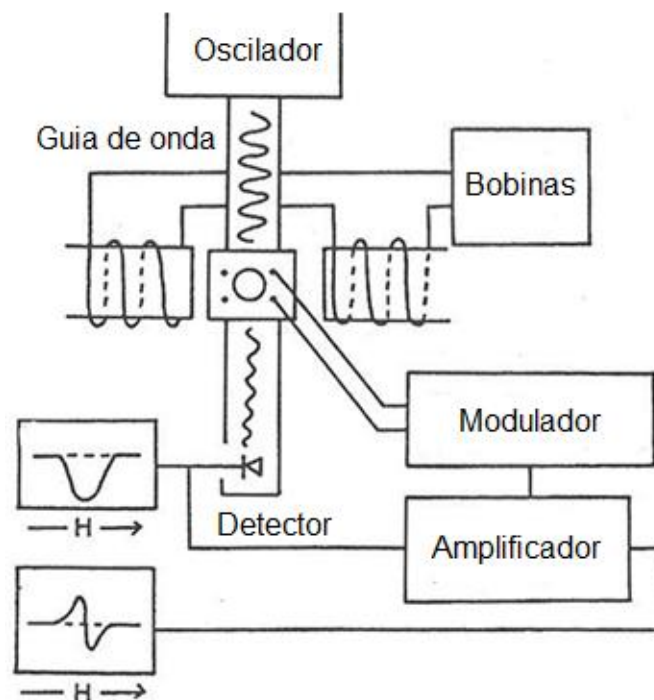 Oscilador
Guia de onda
Bobinas
Modulador
H
Detector
Amplificador
H